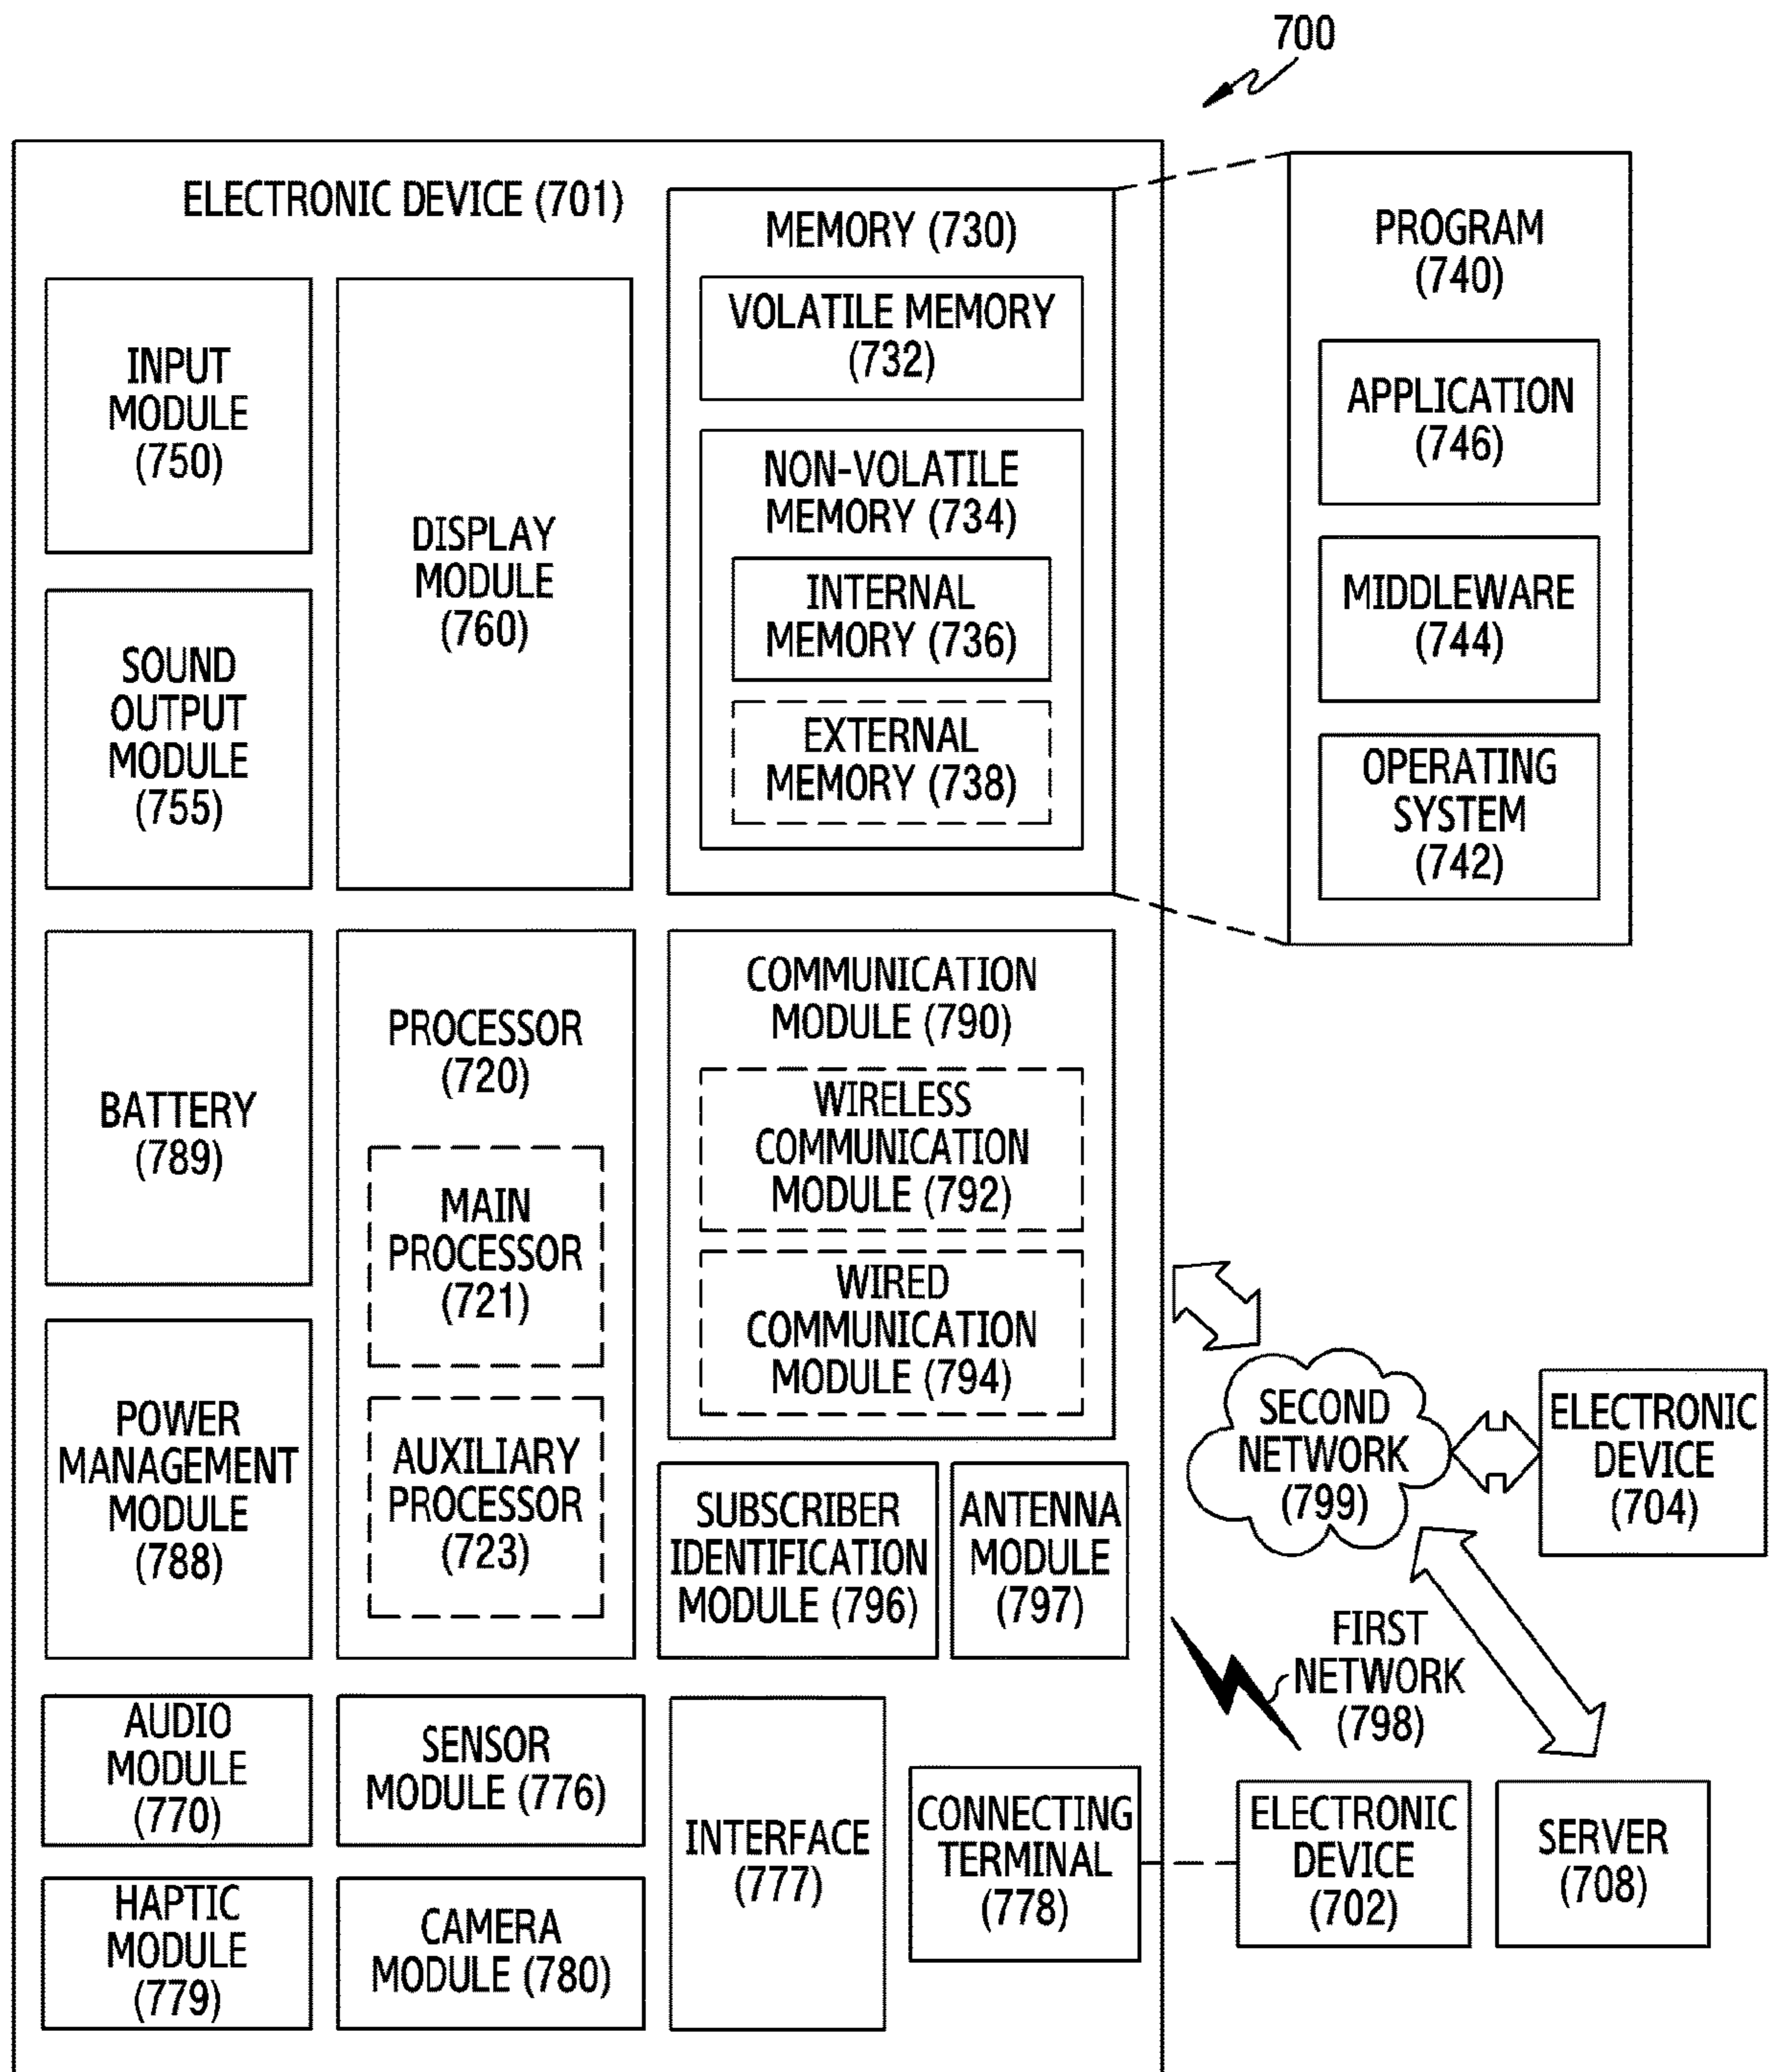 700
ELECTRONIC DEVICE (701)
INPUT
MODULE
(750)
SOUND
OUTPUT
MODULE
(755)
DISPLAY
MODULE
(760)
MEMORY (730)
VOLATILE MEMORY
(732)
NON-VOLATILE
MEMORY (734)
INTERNAL
MEMORY (736)
EXTERNAL
MEMORY (738)
PROGRAM
(740)
APPLICATION
(746)
MIDDLEWARE
(744)
OPERATING
SYSTEM
(742)
BATTERY
(789)
POWER
MANAGEMENT
MODULE
(788)
PROCESSOR
(720)
MAIN
PROCESSOR
(721)
AUXILIARY
PROCESSOR
(723)
COMMUNICATION
MODULE (790)
WIRELESS
COMMUNICATION
MODULE (792)
WIRED
COMMUNICATION
MODULE (794)
SUBSCRIBER
IDENTIFICATION
MODULE (796)
ANTENNA
MODULE
(797)
SECOND
NETWORK
(799)
ELECTRONIC
DEVICE
(704)
FIRST
NETWORK
(798)
AUDIO
MODULE
(770)
SENSOR
MODULE (776)
HAPTIC
MODULE
(779)
CAMERA
MODULE (780)
INTERFACE
(777)
CONNECTING
TERMINAL
(778)
ELECTRONIC
DEVICE
(702)
SERVER
(708)